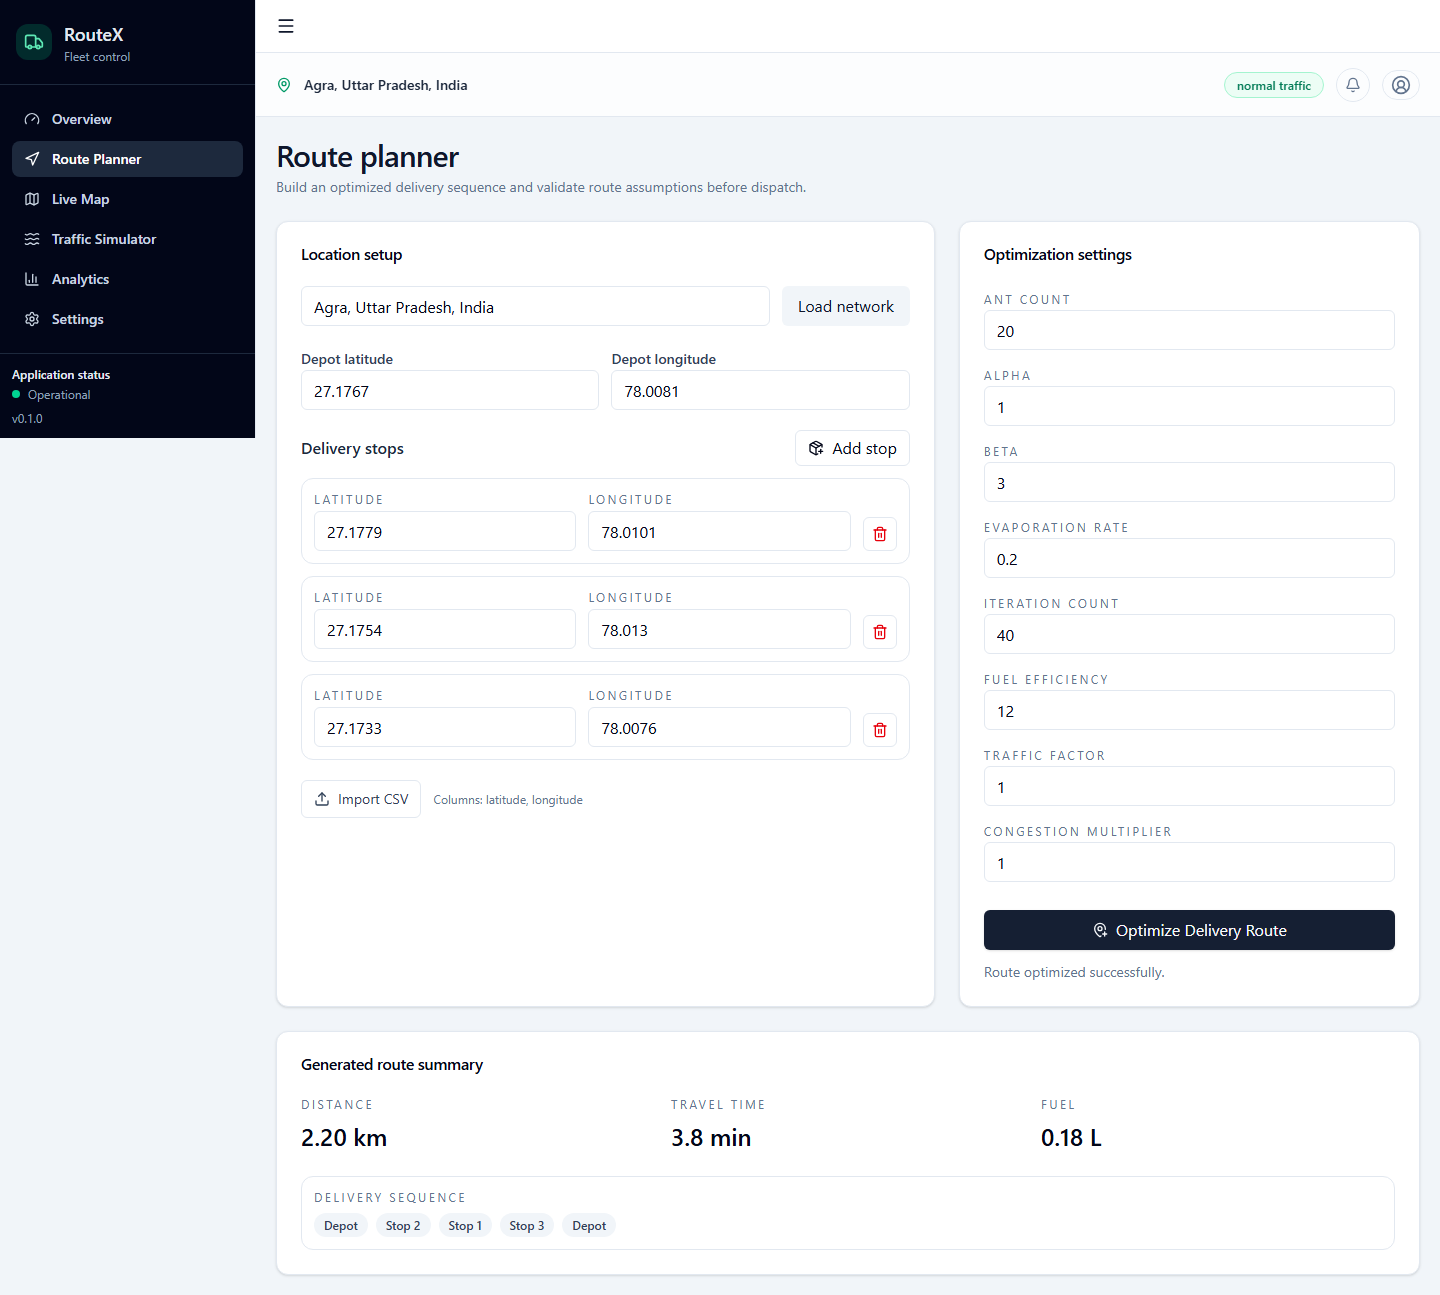 RouteX
Fleet control
Overview
Route Planner
Live Map
Traffic Simulator
Analytics
Settings
Application status
Operational
v0.1.0
Agra, Uttar Pradesh, India
normal traffic
Route planner
Build an optimized delivery sequence and validate route assumptions before dispatch.
Location setup
Agra, Uttar Pradesh, India
Load network
Depot latitude
Depot longitude
27.1767
78.0081
Delivery stops
Add stop
LATITUDE
LONGITUDE
27.1779
78.0101
LATITUDE
LONGITUDE
27.1754
78.013
LATITUDE
LONGITUDE
27.1733
78.0076
Import CSV
Columns: latitude, longitude
Optimization settings
ANT COUNT
20
ALPHA
1
BETA
3
EVAPORATION RATE
0.2
ITERATION COUNT
40
FUEL EFFICIENCY
12
TRAFFIC FACTOR
1
CONGESTION MULTIPLIER
1
Optimize Delivery Route
Route optimized successfully.
Generated route summary
DISTANCE
2.20 km
TRAVEL TIME
3.8 min
FUEL
0.18 L
DELIVERY SEQUENCE
Depot
Stop 2
Stop 1
Stop 3
Depot